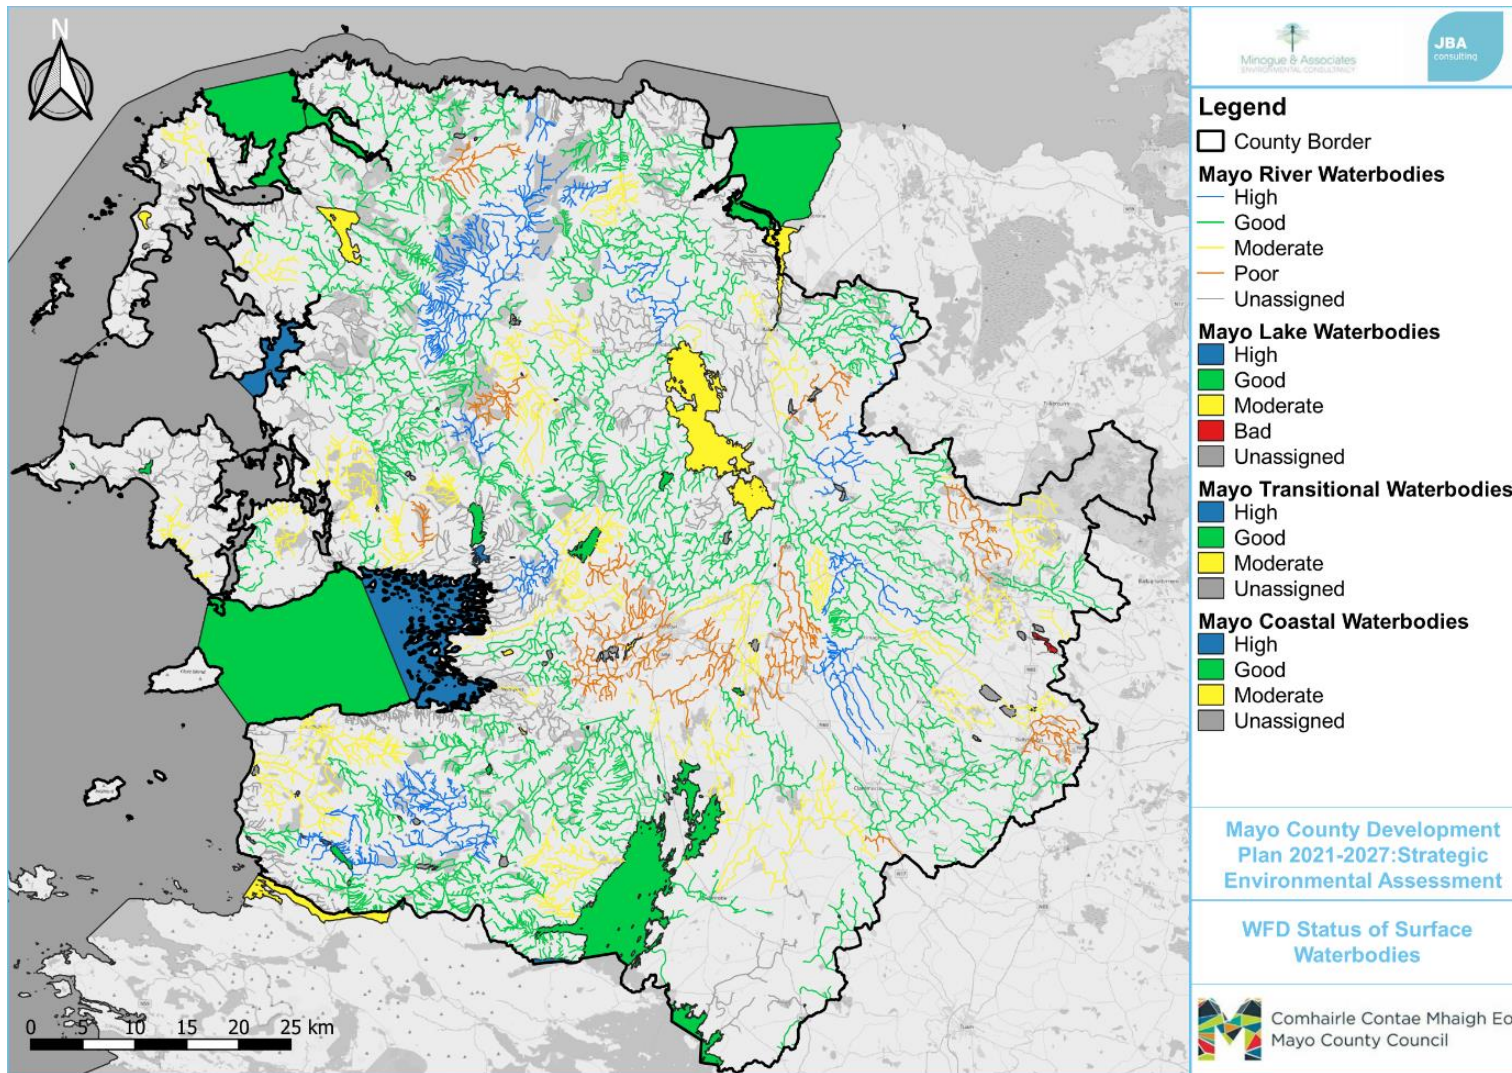 N
Minogue & Associates
ENVIRONMENTAL CONSULTANCY
JBA
consulting
Legend
County Border
Mayo River Waterbodies
High
Good
Moderate
Poor
Unassigned
Mayo Lake Waterbodies
High
Good
Moderate
Bad
Unassigned
Mayo Transitional Waterbodies
High
Good
Moderate
Unassigned
Mayo Coastal Waterbodies
High
Good
Moderate
Unassigned
Mayo County Development
Plan 2021-2027:Strategic
Environmental Assessment
WFD Status of Surface
Waterbodies
Comhairle Contae Mhaigh Eo
Mayo County Council
0 5 10 15 20 25 km